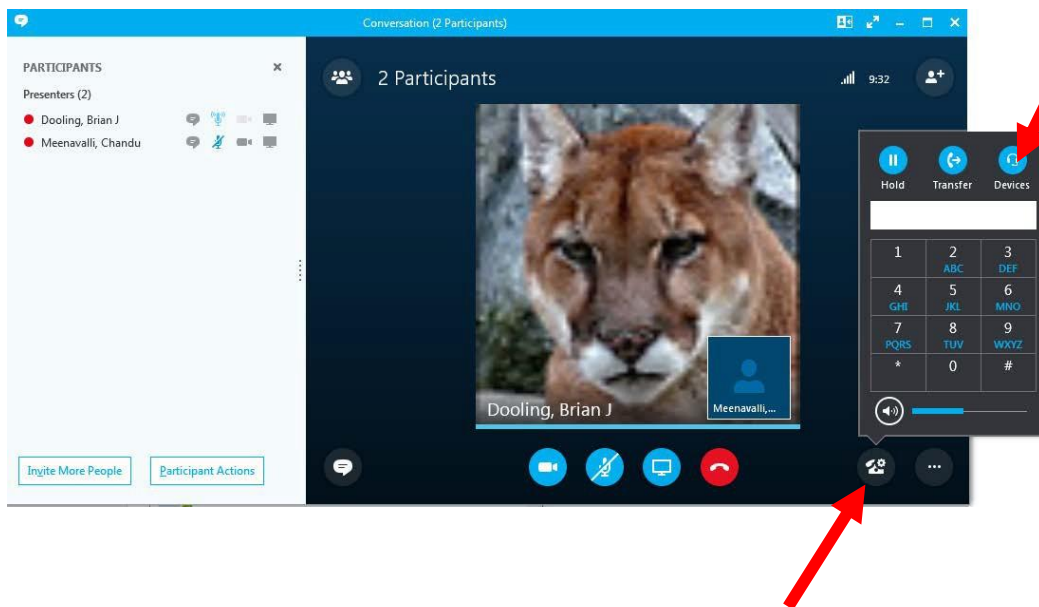 Conversation (2 Participants)
PARTICIPANTS
Presenters (2)
Dooling, Brian J
Meenavalli, Chandu
Invite More People
Participant Actions
2 Participants
9:32
Dooling, Brian J
Meenavalli,...
Hold Transfer Devices
1 2 3
ABC DEF
4 5 6
GHI JKL MNO
7 8 9
PQRS TUV WXYZ
* 0 #